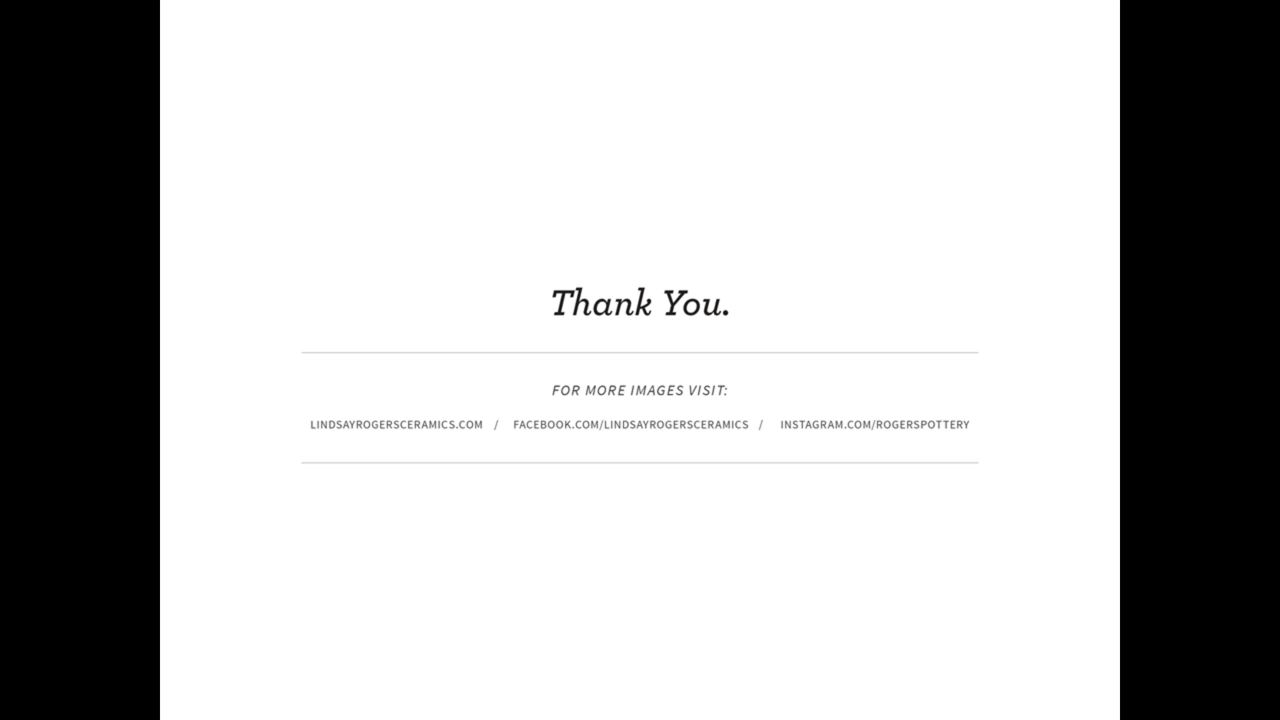 Thank You.
FOR MORE IMAGES VISIT:
LINDSAYROGERSCERAMICS.COM / FACEBOOK.COM/LINDSAYROGERSCERAMICS / INSTAGRAM.COM/ROGERSPOTTERY